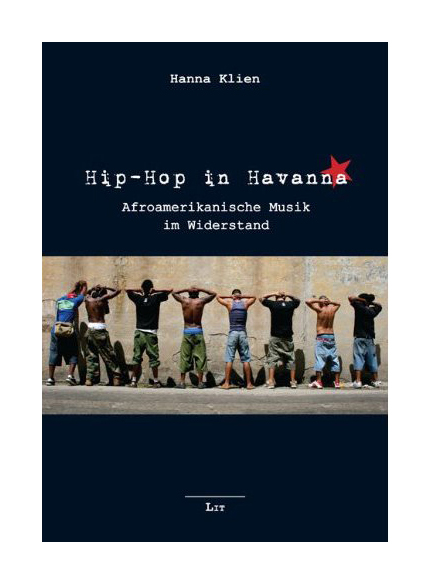 Hanna Klien
Hip-Hop in Havanna
Afroamerikanische Musik
im Widerstand
LIT